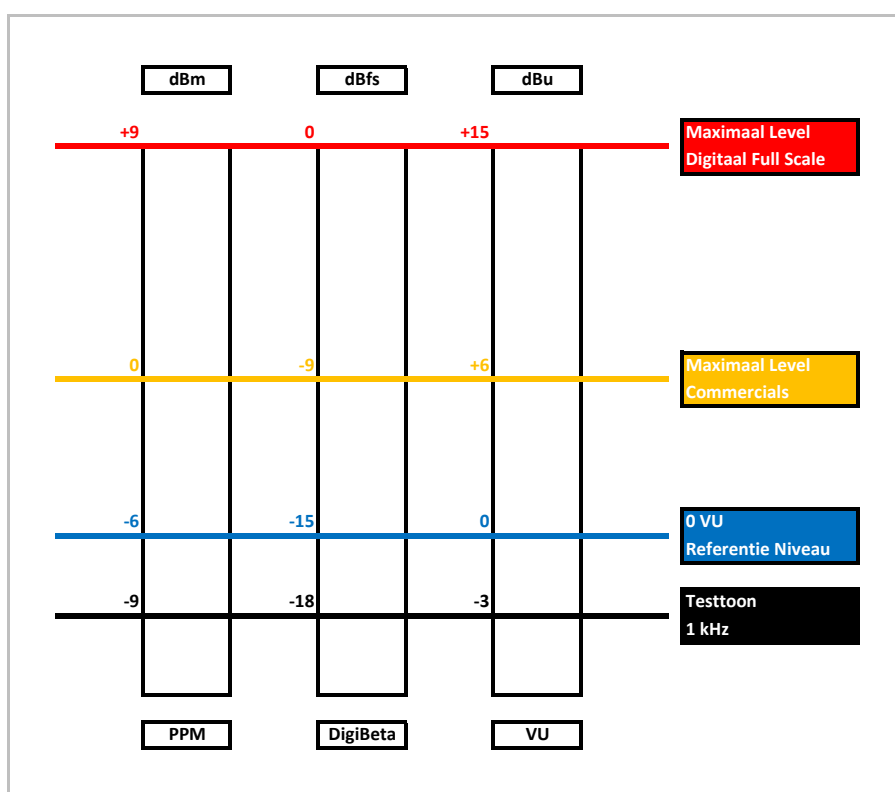 dBm dBfs dBu
+9 0 +15
Maximaal Level
Digitaal Full Scale
0 -9 +6
Maximaal Level
Commercials
-6 -15 0
0 VU
Referentie Niveau
-9 -18 -3
Testtoon
1 kHz
PPM DigiBeta VU